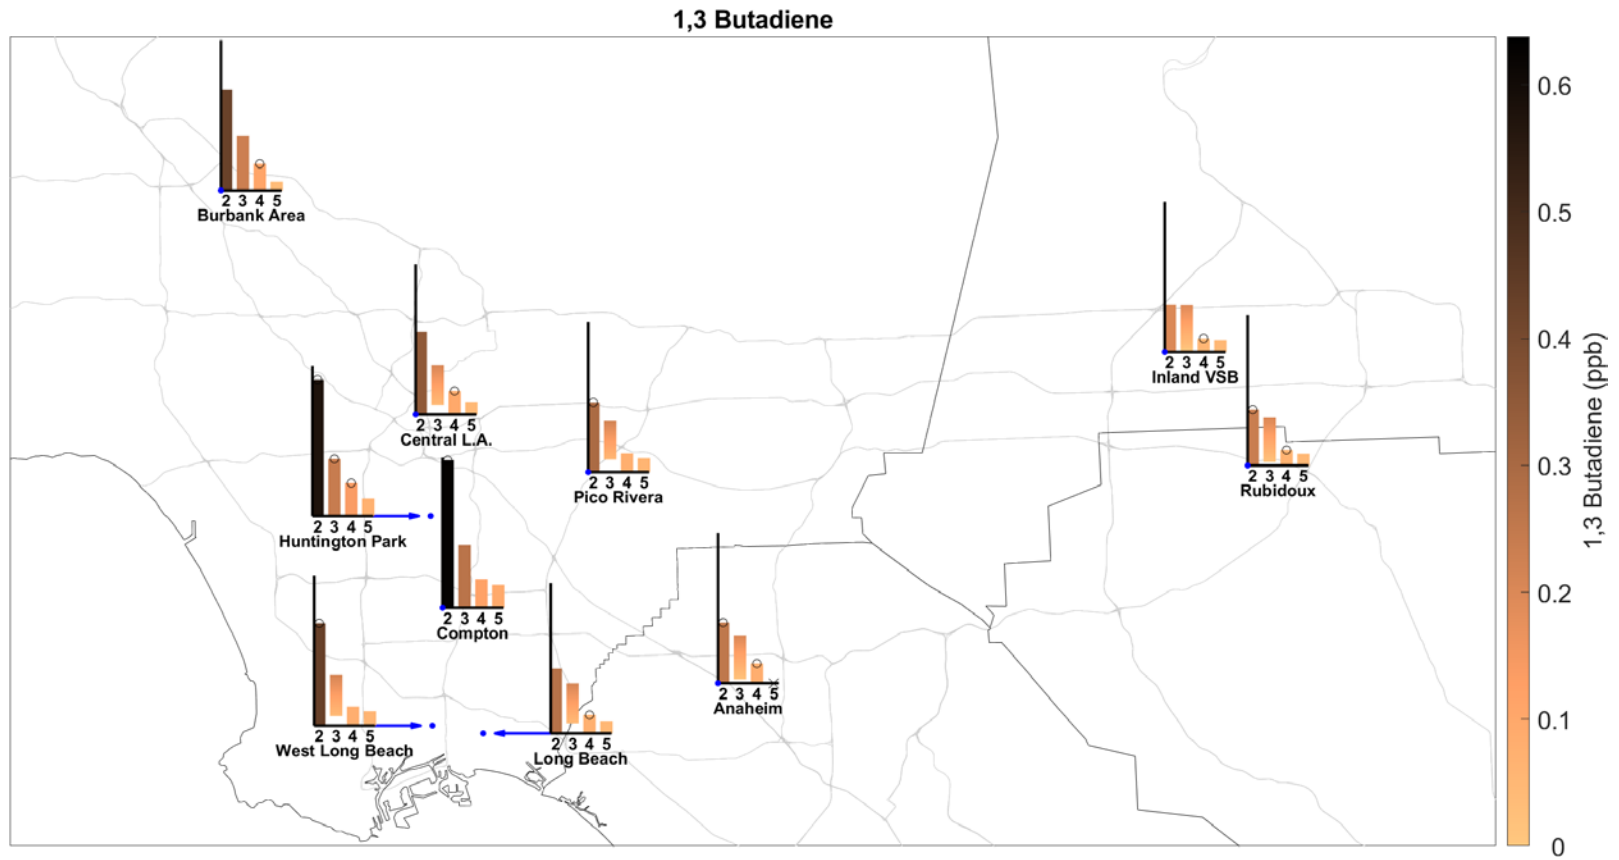 1,3 Butadiene
2 3 4 5
Burbank Area
2 3 4 5
Central L.A.
2 3 4 5
Huntington Park
2 3 4 5
Pico Rivera
2 3 4 5
Inland VSB
2 3 4 5
Rubidoux
2 3 4 5
Compton
2 3 4 5
West Long Beach
2 3 4 5
Long Beach
2 3 4 5
Anaheim
0.6
0.5
0.4
0.3
0.2
0.1
0
1,3 Butadiene (ppb)